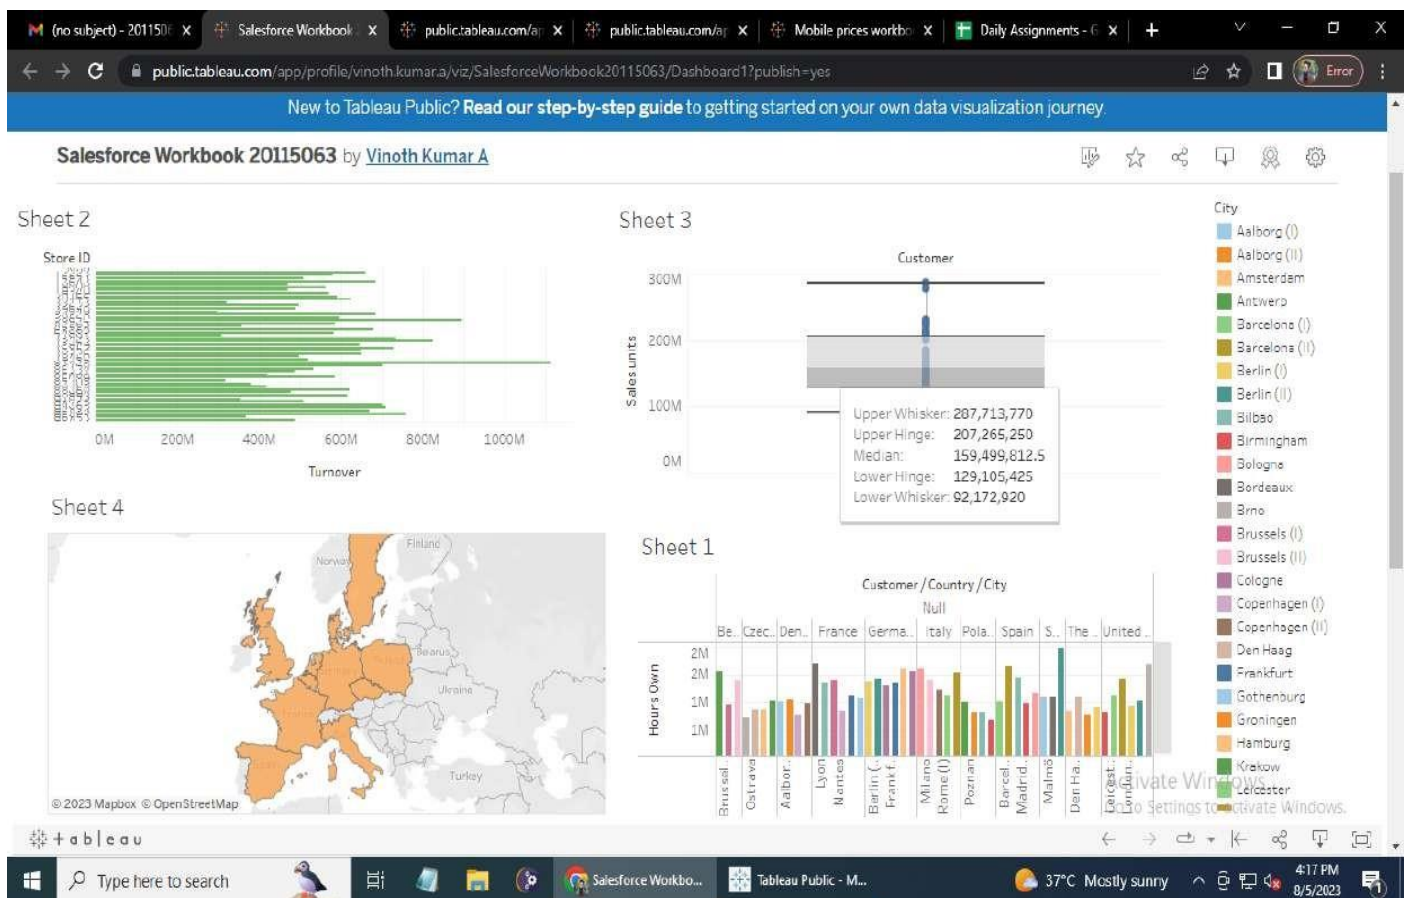 (no subject) - 2011506
Salesforce Workbook
public.tableau.com/ap
public.tableau.com/ap
Mobile prices workbo
Daily Assignments - G
public.tableau.com/app/profile/vinoth.kumar.a/viz/SalesforceWorkbook20115063/Dashboard1?publish=yes
Error
New to Tableau Public? Read our step-by-step guide to getting started on your own data visualization journey.
Salesforce Workbook 20115063 by Vinoth Kumar A
Sheet 2
Store ID
0M 200M 400M 600M 800M 1000M
Turnover
Sheet 3
Customer
300M
200M
100M
0M
Sales units
Upper Whisker: 287,713,770
Upper Hinge: 207,265,250
Median: 159,499,812.5
Lower Hinge: 129,105,425
Lower Whisker: 92,172,920
City
Aalborg (I)
Aalborg (II)
Amsterdam
Antwerp
Barcelona (I)
Barcelona (II)
Berlin (I)
Berlin (II)
Bilbao
Birmingham
Bologna
Bordeaux
Brno
Brussels (I)
Brussels (II)
Cologne
Copenhagen (I)
Copenhagen (II)
Den Haag
Frankfurt
Gothenburg
Groningen
Hamburg
Krakow
Leicester
Sheet 4
Norway
Finland
Belarus
Ukraine
Turkey
France
© 2023 Mapbox © OpenStreetMap
Sheet 1
Customer / Country / City
Null
Be.. Czec.. Den.. France Germa.. Italy Pola.. Spain S.. The .. United ..
2M
2M
1M
1M
Hours Own
Brussel..
Ostrava
Aalbor..
Lyon
Nantes
Berlin (..
Frankf..
Milano
Rome (I)
Poznan
Barcel..
Madrid..
Malmö
Den Ha..
Leicest..
London..
Activate Windows
Go to Settings to activate Windows.
+ableau
Type here to search
Salesforce Workbo...
Tableau Public - M...
37°C Mostly sunny
4:17 PM
8/5/2023
1